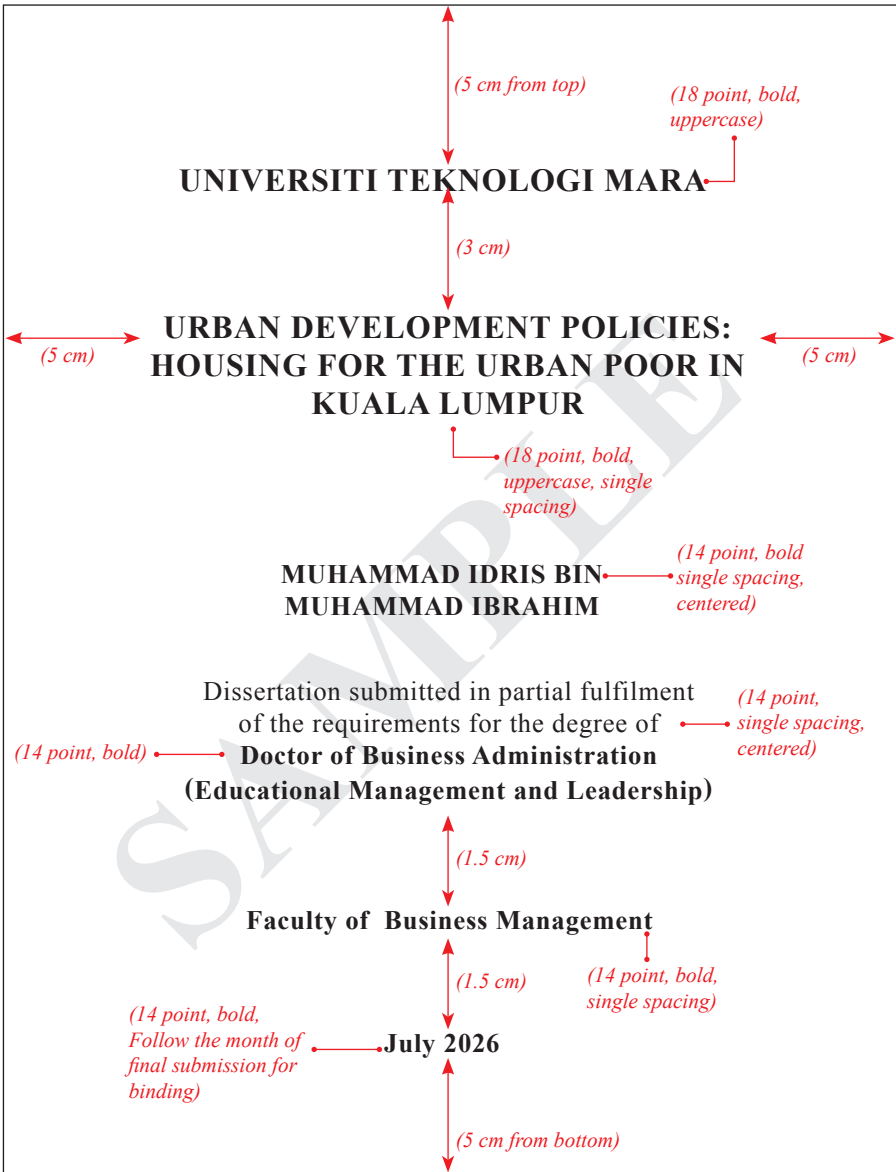 (5 cm from top)
(18 point, bold,
uppercase)
UNIVERSITI TEKNOLOGI MARA
(3 cm)
URBAN DEVELOPMENT POLICIES:
HOUSING FOR THE URBAN POOR IN
KUALA LUMPUR
(5 cm)
(5 cm)
(18 point, bold,
uppercase, single
spacing)
MUHAMMAD IDRIS BIN
MUHAMMAD IBRAHIM
(14 point, bold
single spacing,
centered)
Dissertation submitted in partial fulfilment
of the requirements for the degree of
Doctor of Business Administration
(Educational Management and Leadership)
(14 point,
single spacing,
centered)
(14 point, bold)
(1.5 cm)
Faculty of  Business Management
(1.5 cm)
(14 point, bold,
single spacing)
(14 point, bold,
Follow the month of
final submission for
binding)
July 2026
(5 cm from bottom)
SAMPLE